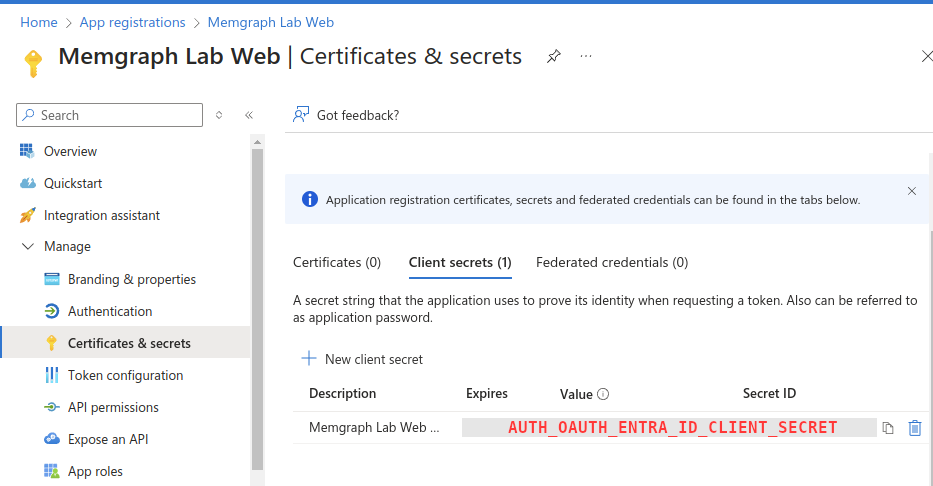 Home > App registrations > Memgraph Lab Web
Memgraph Lab Web | Certificates & secrets
Search
Got feedback?
Overview
Quickstart
Integration assistant
Manage
Branding & properties
Authentication
Certificates & secrets
Token configuration
API permissions
Expose an API
App roles
Application registration certificates, secrets and federated credentials can be found in the tabs below.
Certificates (0) Client secrets (1) Federated credentials (0)
A secret string that the application uses to prove its identity when requesting a token. Also can be referred to
as application password.
New client secret
Description Expires Value Secret ID
Memgraph Lab Web ... AUTH_OAUTH_ENTRA_ID_CLIENT_SECRET